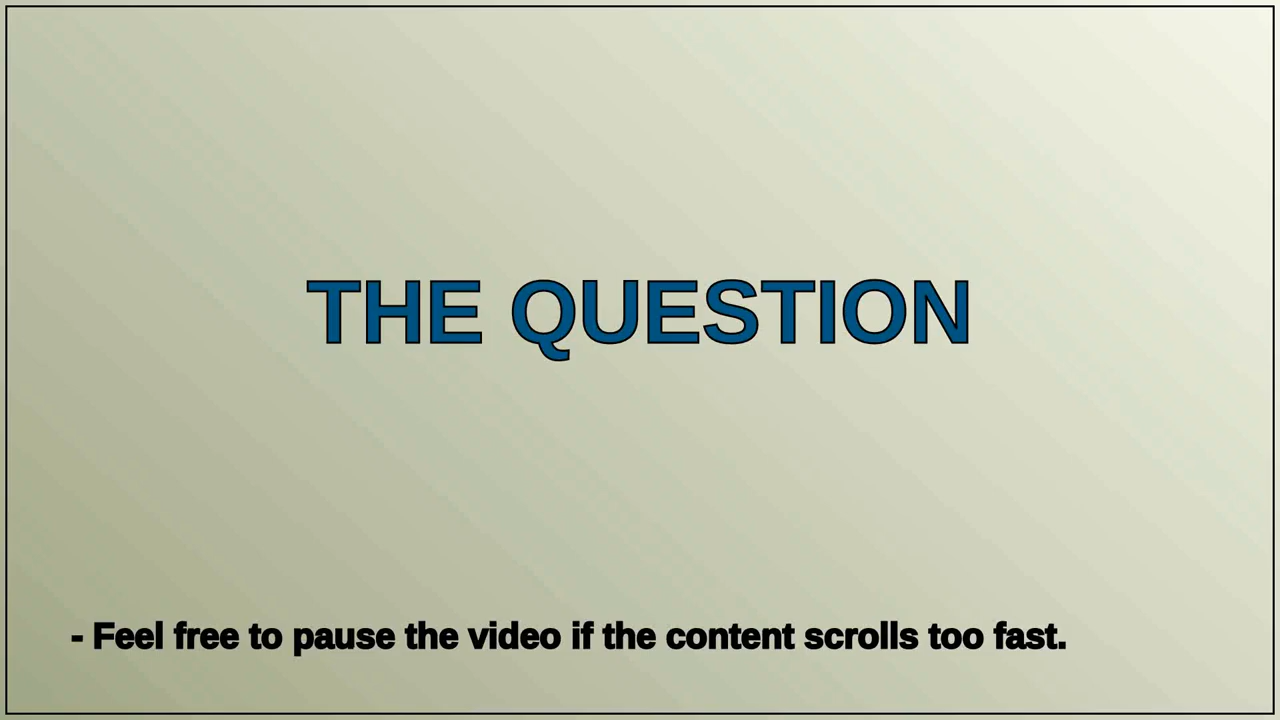 THE QUESTION
- Feel free to pause the video if the content scrolls too fast.